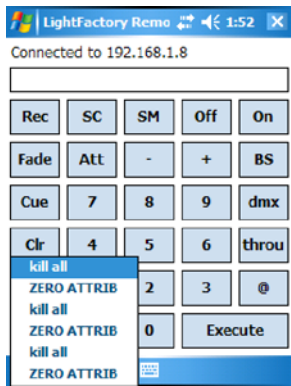 LightFactory Remo 1:52 X
Connected to 192.168.1.8
Rec SC SM Off On
Fade Att - + BS
Cue 7 8 9 dmx
Clr 4 5 6 throu
kill all
ZERO ATTRIB 2 3 @
kill all
ZERO ATTRIB 0 Execute
kill all
ZERO ATTRIB